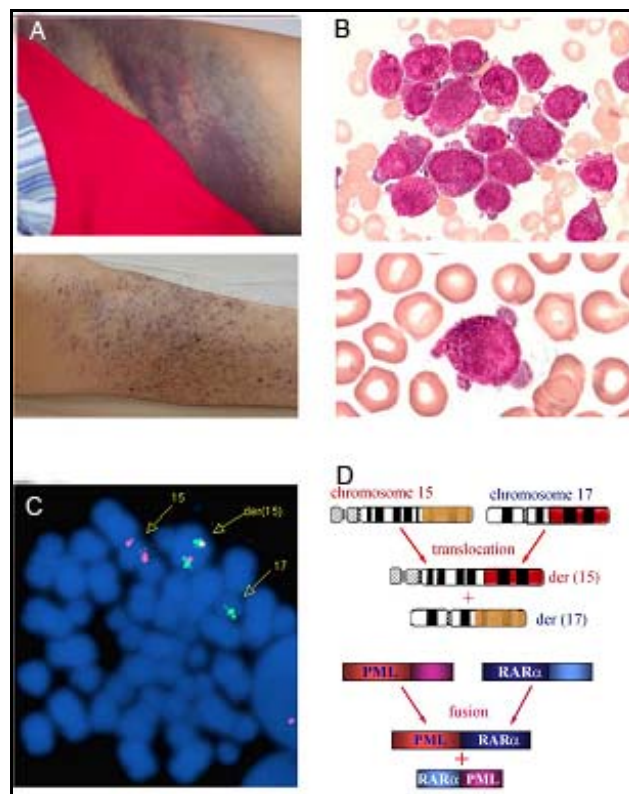 A
B
C
15
der(15)
17
D
chromosome 15
chromosome 17
translocation
der (15)
+
der (17)
PML
RARα
fusion
PML RARα
+
RARα PML